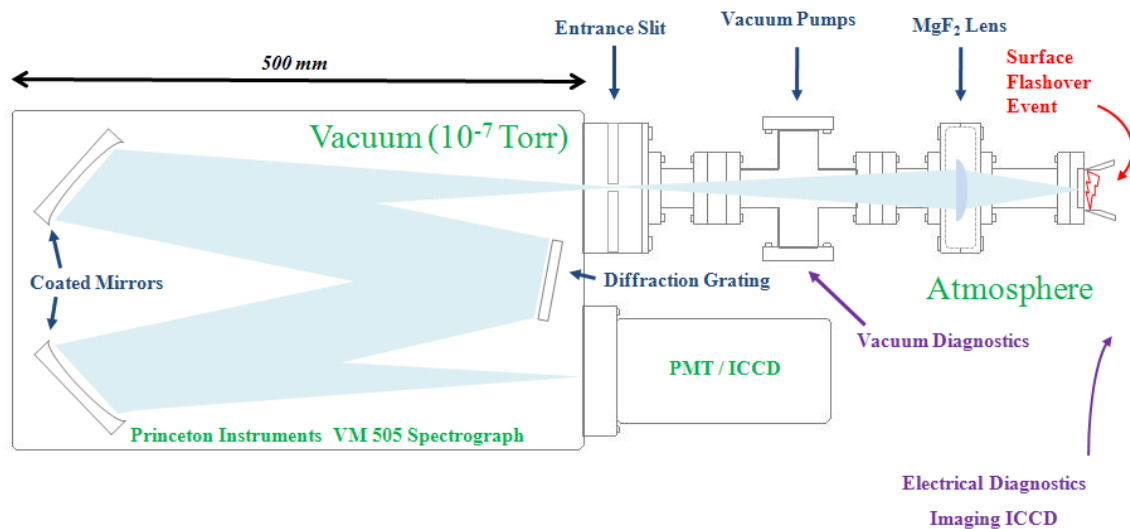 Entrance Slit
Vacuum Pumps
MgF₂ Lens
Surface
Flashover
Event
500 mm
Vacuum (10⁻⁷ Torr)
Coated Mirrors
Diffraction Grating
Atmosphere
Vacuum Diagnostics
PMT / ICCD
Princeton Instruments VM 505 Spectrograph
Electrical Diagnostics
Imaging ICCD